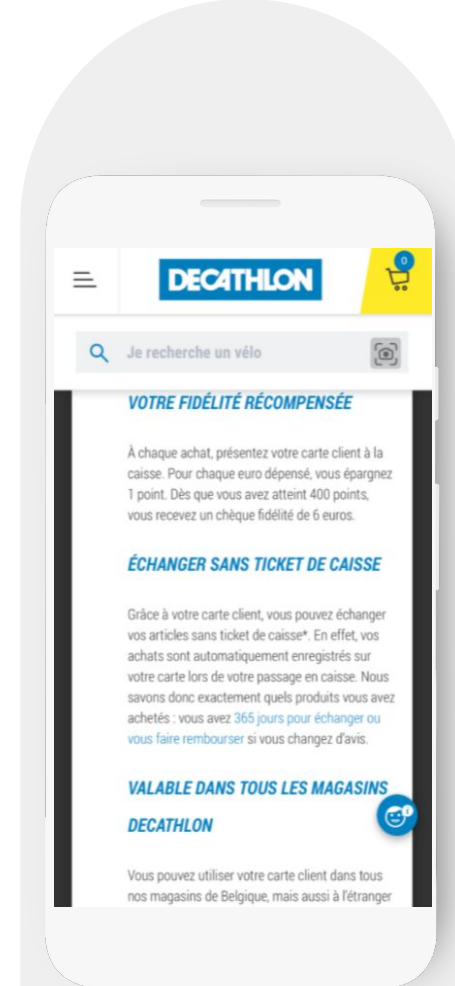 0
DECATHLON
Je recherche un vélo
VOTRE FIDÉLITÉ RÉCOMPENSÉE
À chaque achat, présentez votre carte client à la
caisse. Pour chaque euro dépensé, vous épargnez
1 point. Dès que vous avez atteint 400 points,
vous recevez un chèque fidélité de 6 euros.
ÉCHANGER SANS TICKET DE CAISSE
Grâce à votre carte client, vous pouvez échanger
vos articles sans ticket de caisse*. En effet, vos
achats sont automatiquement enregistrés sur
votre carte lors de votre passage en caisse. Nous
savons donc exactement quels produits vous avez
achetés : vous avez 365 jours pour échanger ou
vous faire rembourser si vous changez d'avis.
VALABLE DANS TOUS LES MAGASINS
DECATHLON
Vous pouvez utiliser votre carte client dans tous
nos magasins de Belgique, mais aussi à l'étranger